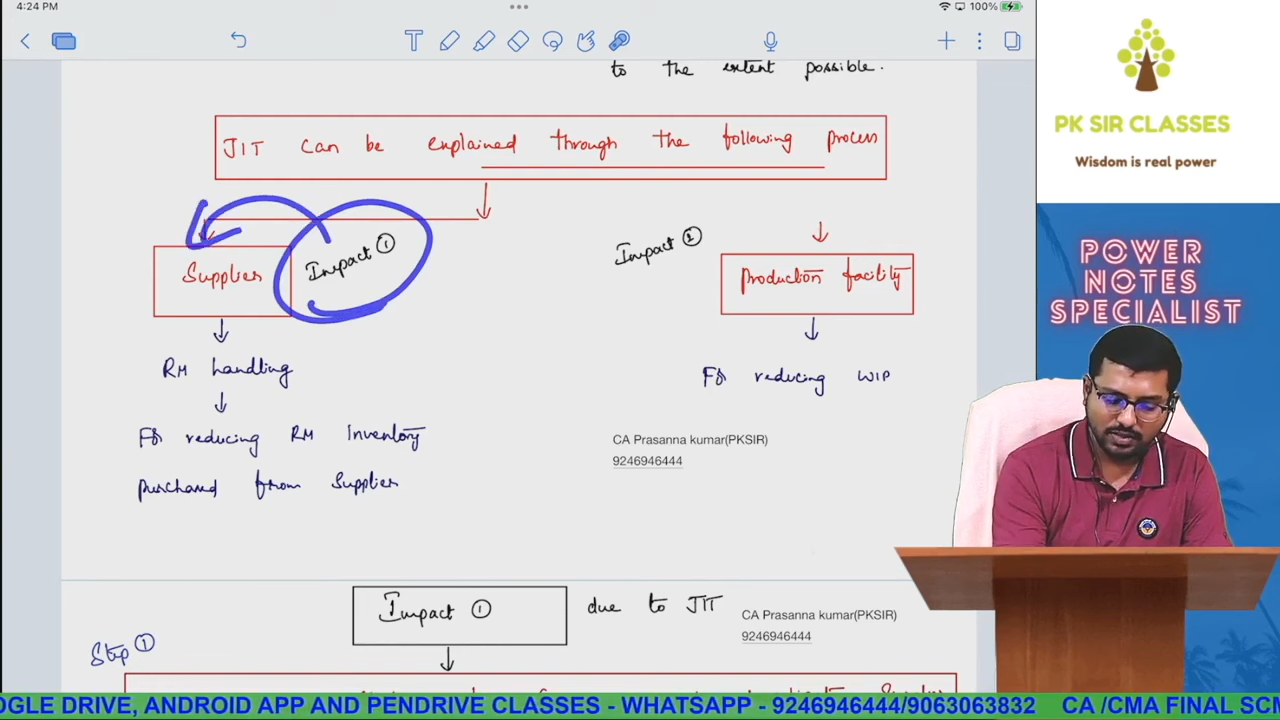 4:24 PM
100%
to the extent possible.
JIT can be explained through the following process
Supplier
Impact ①
Impact ②
Production facility
RM handling
For reducing WIP
For reducing RM Inventory
purchased from Supplier
CA Prasanna kumar(PKSIR)
9246946444
Impact ① due to JIT
CA Prasanna kumar(PKSIR)
9246946444
Step ①
PK SIR CLASSES
Wisdom is real power
POWER
NOTES
SPECIALIST
OGLE DRIVE, ANDROID APP AND PENDRIVE CLASSES - WHATSAPP - 9246946444/9063063832 CA /CMA FINAL SCM